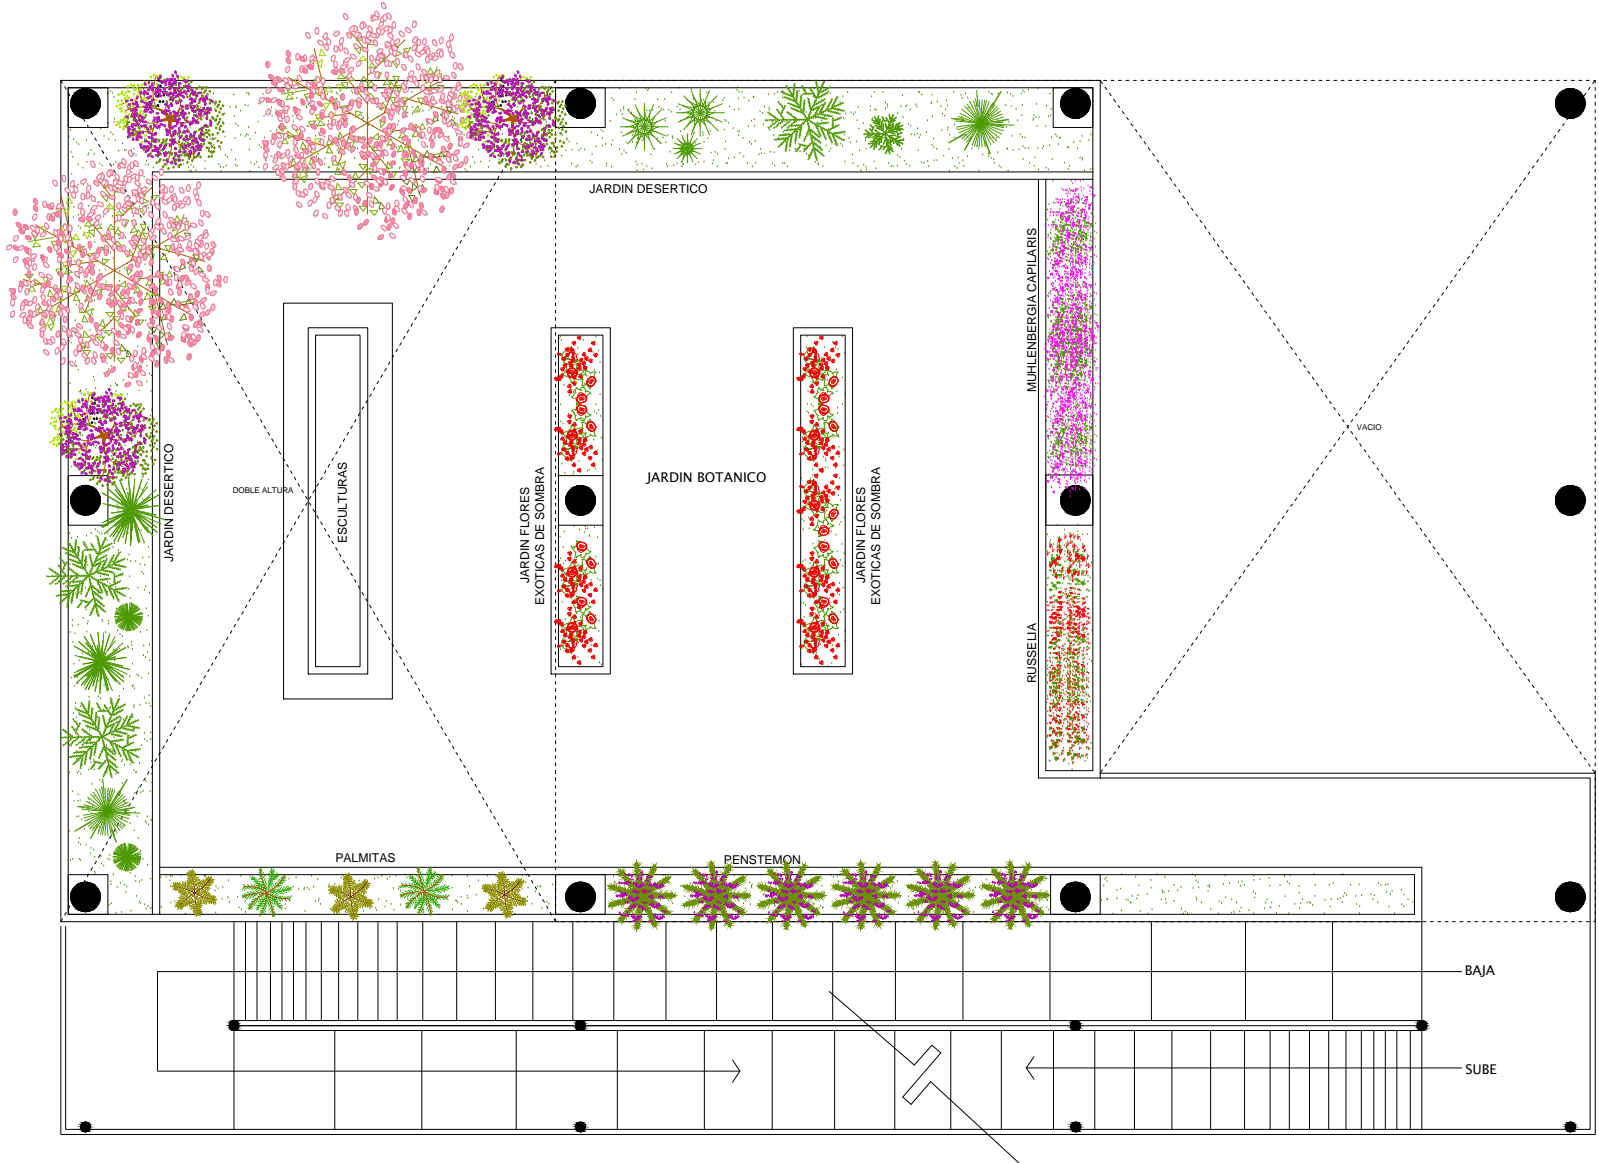 JARDIN DESERTICO
MUHLENBERGIA CAPILARIS
VACIO
JARDIN DESERTICO
DOBLE ALTURA
ESCULTURAS
JARDIN FLORES
EXOTICAS DE SOMBRA
JARDIN BOTANICO
JARDIN FLORES
EXOTICAS DE SOMBRA
RUSSELIA
PALMITAS
PENSTEMON
BAJA
SUBE